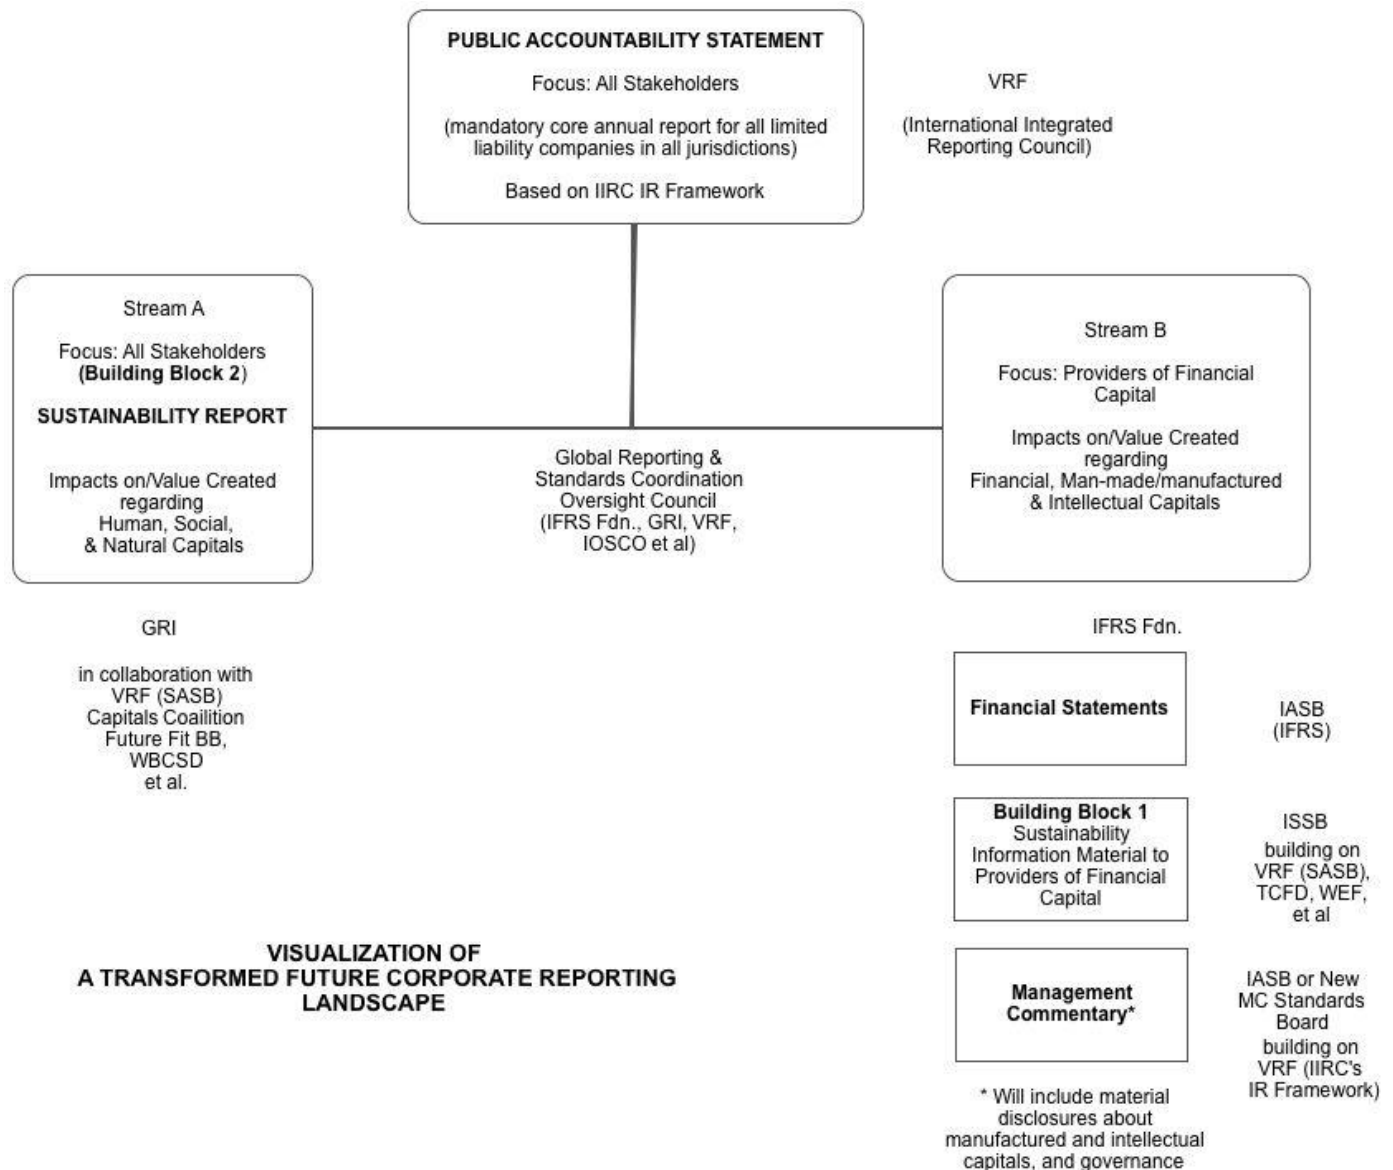 PUBLIC ACCOUNTABILITY STATEMENT
Focus: All Stakeholders
(mandatory core annual report for all limited
liability companies in all jurisdictions)
Based on IIRC IR Framework
VRF
(International Integrated
Reporting Council)
Stream A
Focus: All Stakeholders
(Building Block 2)
SUSTAINABILITY REPORT
Impacts on/Value Created
regarding
Human, Social,
& Natural Capitals
Global Reporting &
Standards Coordination
Oversight Council
(IFRS Fdn., GRI, VRF,
IOSCO et al)
Stream B
Focus: Providers of Financial
Capital
Impacts on/Value Created
regarding
Financial, Man-made/manufactured
& Intellectual Capitals
GRI
in collaboration with
VRF (SASB)
Capitals Coailition
Future Fit BB,
WBCSD
et al.
IFRS Fdn.
Financial Statements
IASB
(IFRS)
Building Block 1
Sustainability
Information Material to
Providers of Financial
Capital
ISSB
building on
VRF (SASB),
TCFD, WEF,
et al
Management
Commentary*
IASB or New
MC Standards
Board
building on
VRF (IIRC's
IR Framework)
* Will include material
disclosures about
manufactured and intellectual
capitals, and governance
VISUALIZATION OF
A TRANSFORMED FUTURE CORPORATE REPORTING
LANDSCAPE